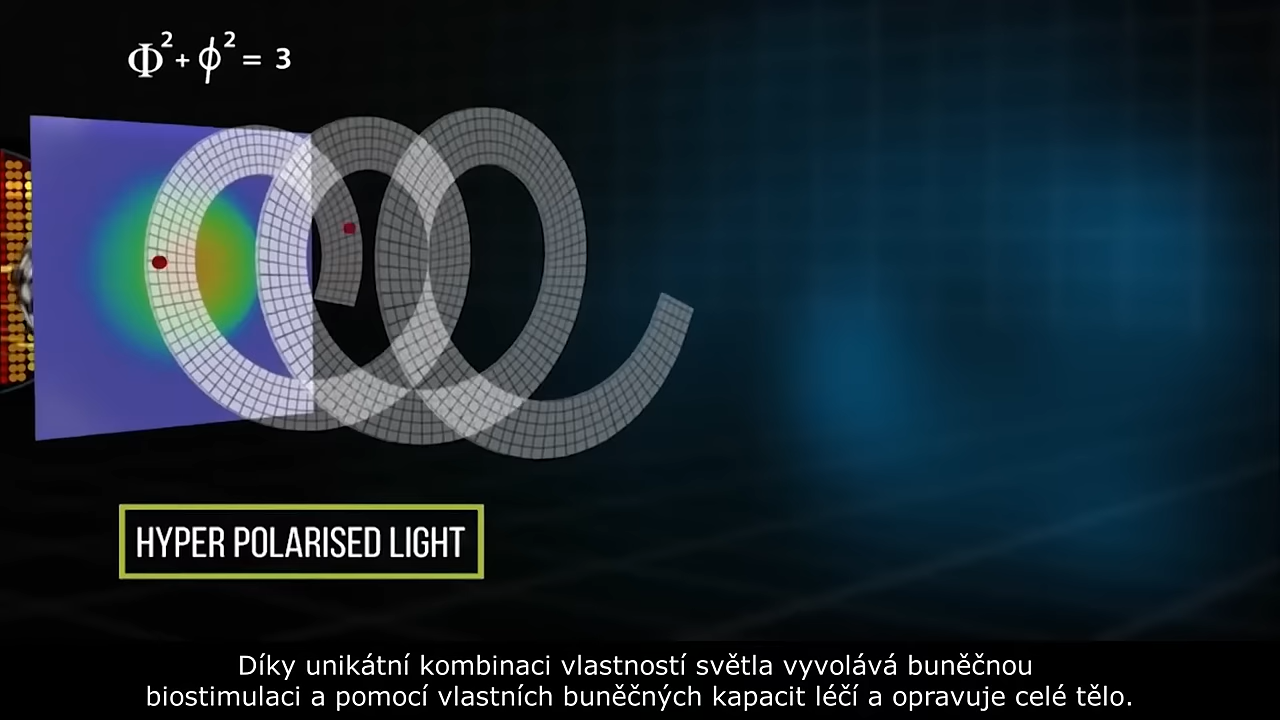 Φ² + ϕ² = 3
HYPER POLARISED LIGHT
Díky unikátní kombinaci vlastností světla vyvolává buněčnou
biostimulaci a pomocí vlastních buněčných kapacit léčí a opravuje celé tělo.